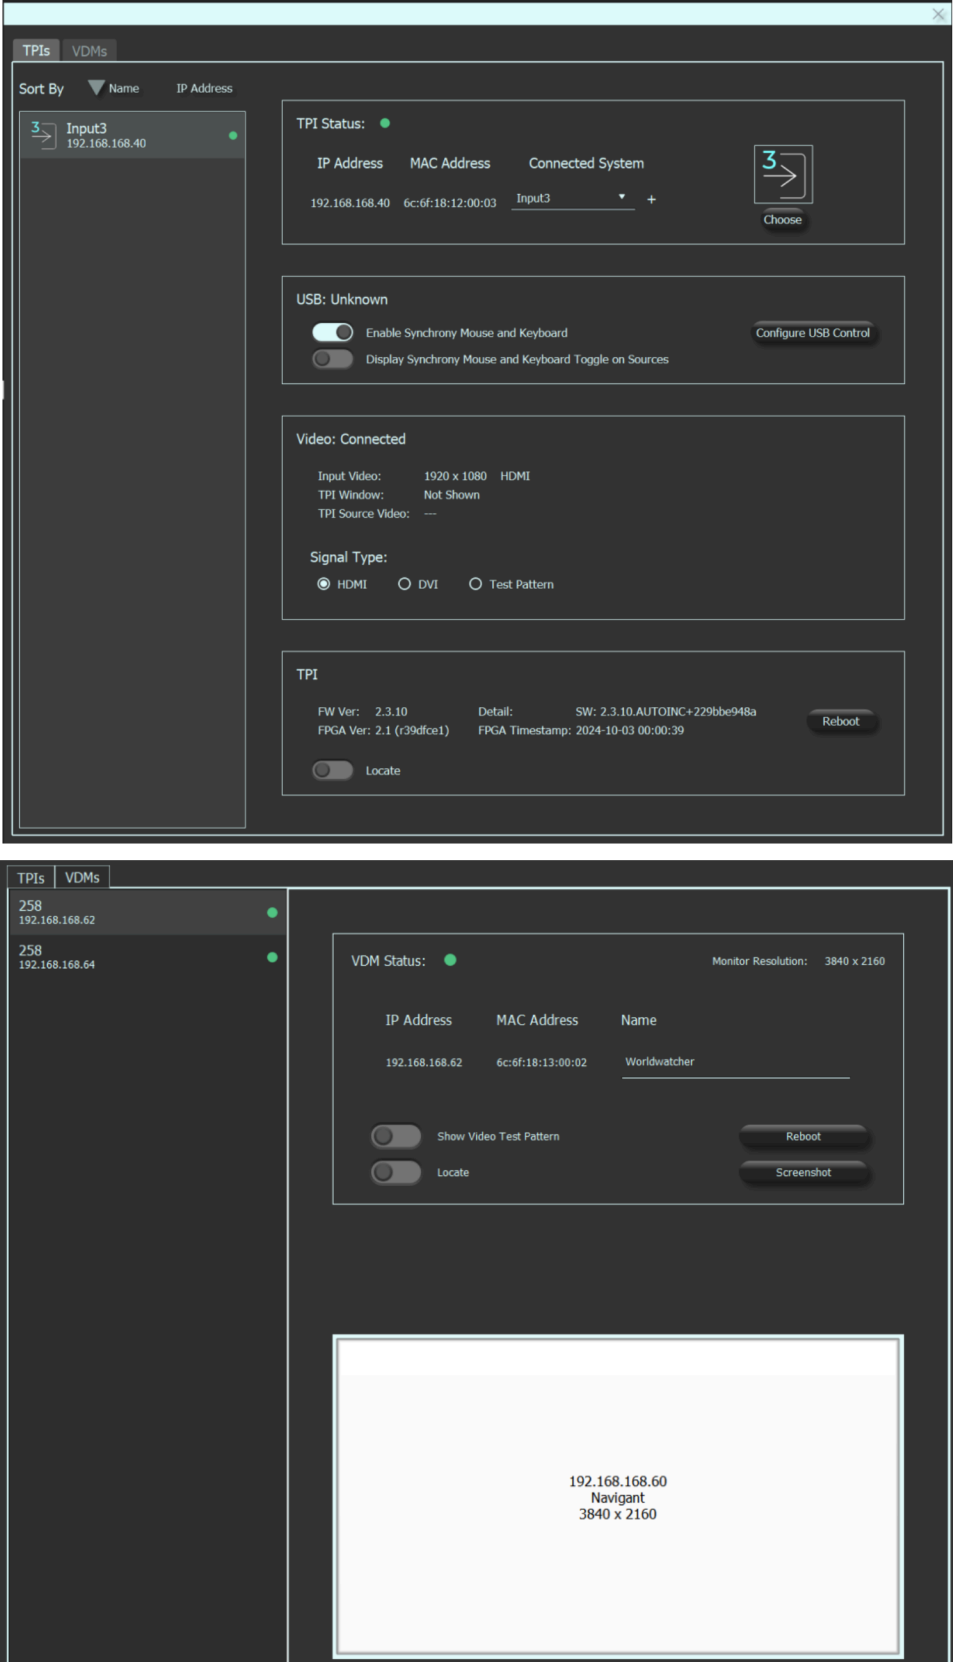 TPIs VDMs
Sort By Name IP Address
3 Input3
192.168.168.40
TPI Status:
IP Address MAC Address Connected System
192.168.168.40 6c:6f:18:12:00:03 Input3 +
3
Choose
USB: Unknown
Enable Synchrony Mouse and Keyboard Configure USB Control
Display Synchrony Mouse and Keyboard Toggle on Sources
Video: Connected
Input Video: 1920 x 1080 HDMI
TPI Window: Not Shown
TPI Source Video: ---
Signal Type:
HDMI DVI Test Pattern
TPI
FW Ver: 2.3.10 Detail: SW: 2.3.10.AUTOINC+229bbe948a
FPGA Ver: 2.1 (r39dfce1) FPGA Timestamp: 2024-10-03 00:00:39
Reboot
Locate
TPIs VDMs
258
192.168.168.62
258
192.168.168.64
VDM Status: Monitor Resolution: 3840 x 2160
IP Address MAC Address Name
192.168.168.62 6c:6f:18:13:00:02 Worldwatcher
Show Video Test Pattern Reboot
Locate Screenshot
192.168.168.60
Navigant
3840 x 2160